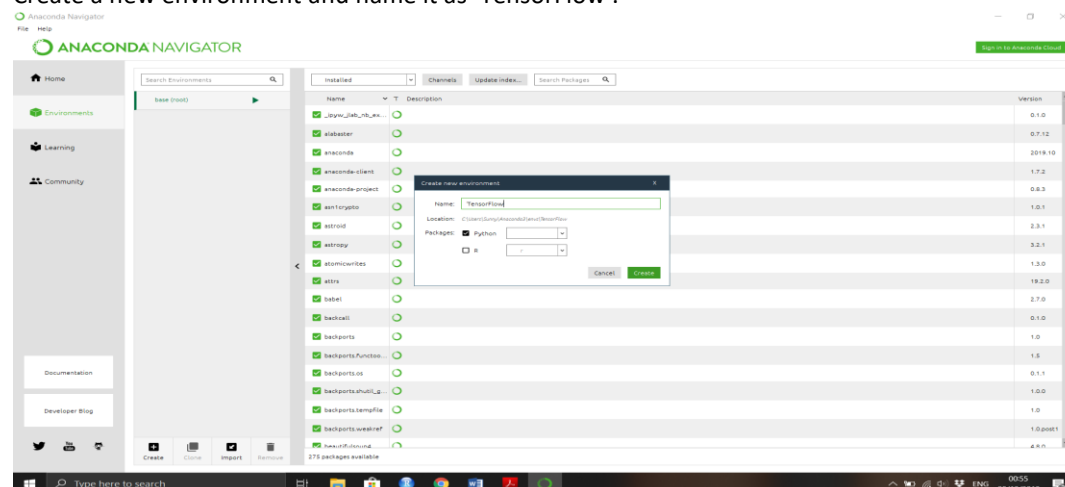 Create a new environment and name it as 'TensorFlow'.
Anaconda Navigator
File Help
ANACONDA NAVIGATOR
Sign in to Anaconda Cloud
Home
Environments
Learning
Community
Documentation
Developer Blog
Search Environments
base (root)
Create Clone Import Remove
Installed Channels Update index... Search Packages
Name T Description Version
_ipyw_jlab_nb_ex... 0.1.0
alabaster 0.7.12
anaconda 2019.10
anaconda-client 1.7.2
anaconda-project 0.8.3
asn1crypto 1.0.1
astroid 2.3.1
astropy 3.2.1
atomicwrites 1.3.0
attrs 19.2.0
babel 2.7.0
backcall 0.1.0
backports 1.0
backports.functoo... 1.5
backports.os 0.1.1
backports.shutil_g... 1.0.0
backports.tempfile 1.0
backports.weakref 1.0.post1
beautifulsoup4
275 packages available
Create new environment X
Name: TensorFlow
Location:
Packages: Python
R
Cancel Create
Type here to search
ENG
00:55